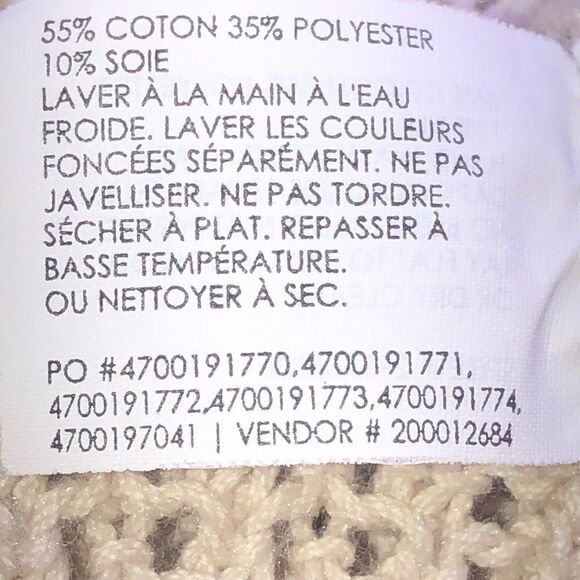 55% COTON 35% POLYESTER
10% SOIE
LAVER À LA MAIN À L'EAU
FROIDE. LAVER LES COULEURS
FONCÉES SÉPARÉMENT. NE PAS
JAVELLISER. NE PAS TORDRE.
SÉCHER À PLAT. REPASSER À
BASSE TEMPÉRATURE.
OU NETTOYER À SEC.
PO #4700191770,4700191771,
4700191772,4700191773,4700191774,
4700197041 | VENDOR # 200012684